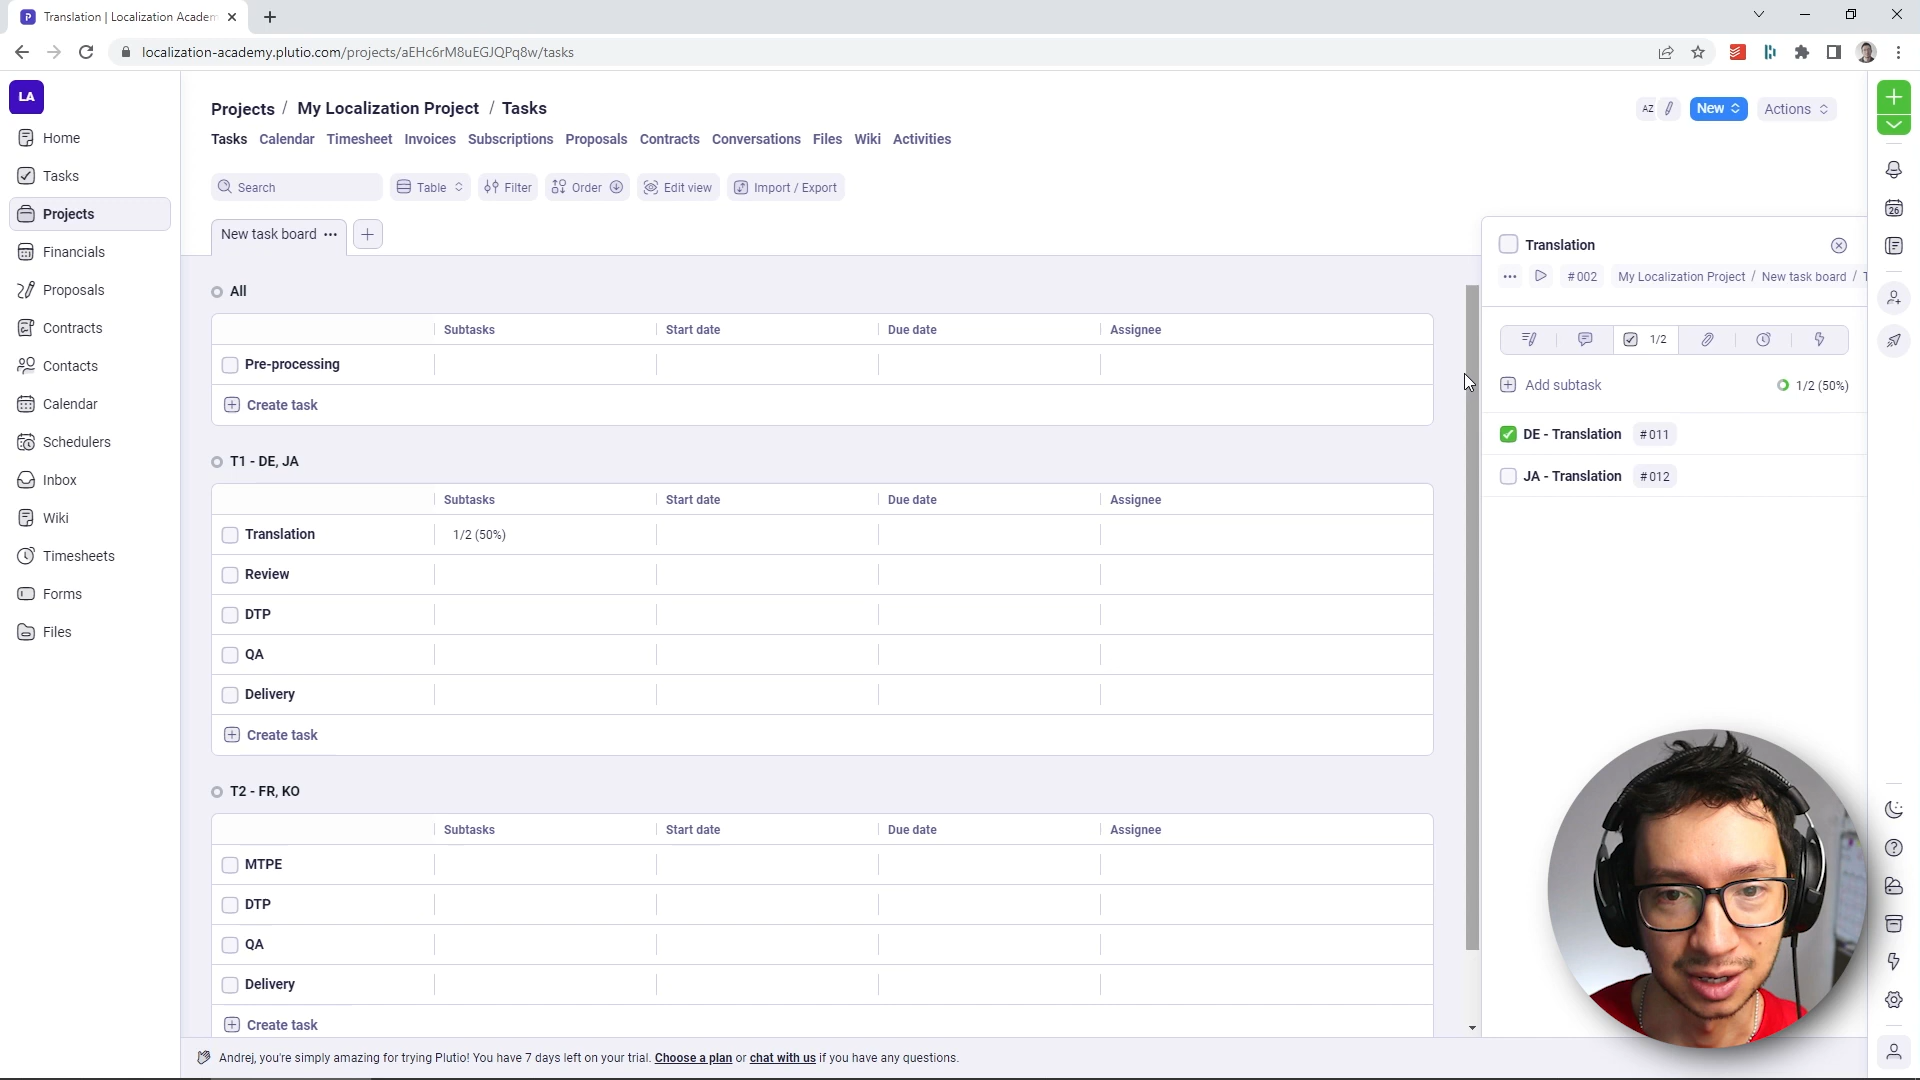 Translation | Localization Academ
localization-academy.plutio.com/projects/aEHc6rM8uEGJQPq8w/tasks
LA
Home
Tasks
Projects
Financials
Proposals
Contracts
Contacts
Calendar
Schedulers
Inbox
Wiki
Timesheets
Forms
Files
Projects / My Localization Project / Tasks
AZ
New
Actions
Tasks Calendar Timesheet Invoices Subscriptions Proposals Contracts Conversations Files Wiki Activities
Search
Table
Filter
Order
Edit view
Import / Export
New task board
All
Subtasks Start date Due date Assignee
Pre-processing
Create task
T1 - DE, JA
Subtasks Start date Due date Assignee
Translation 1/2 (50%)
Review
DTP
QA
Delivery
Create task
T2 - FR, KO
Subtasks Start date Due date Assignee
MTPE
DTP
QA
Delivery
Create task
Translation
#002 My Localization Project / New task board / T
1/2
Add subtask 1/2 (50%)
DE - Translation #011
JA - Translation #012
26
Andrej, you're simply amazing for trying Plutio! You have 7 days left on your trial. Choose a plan or chat with us if you have any questions.